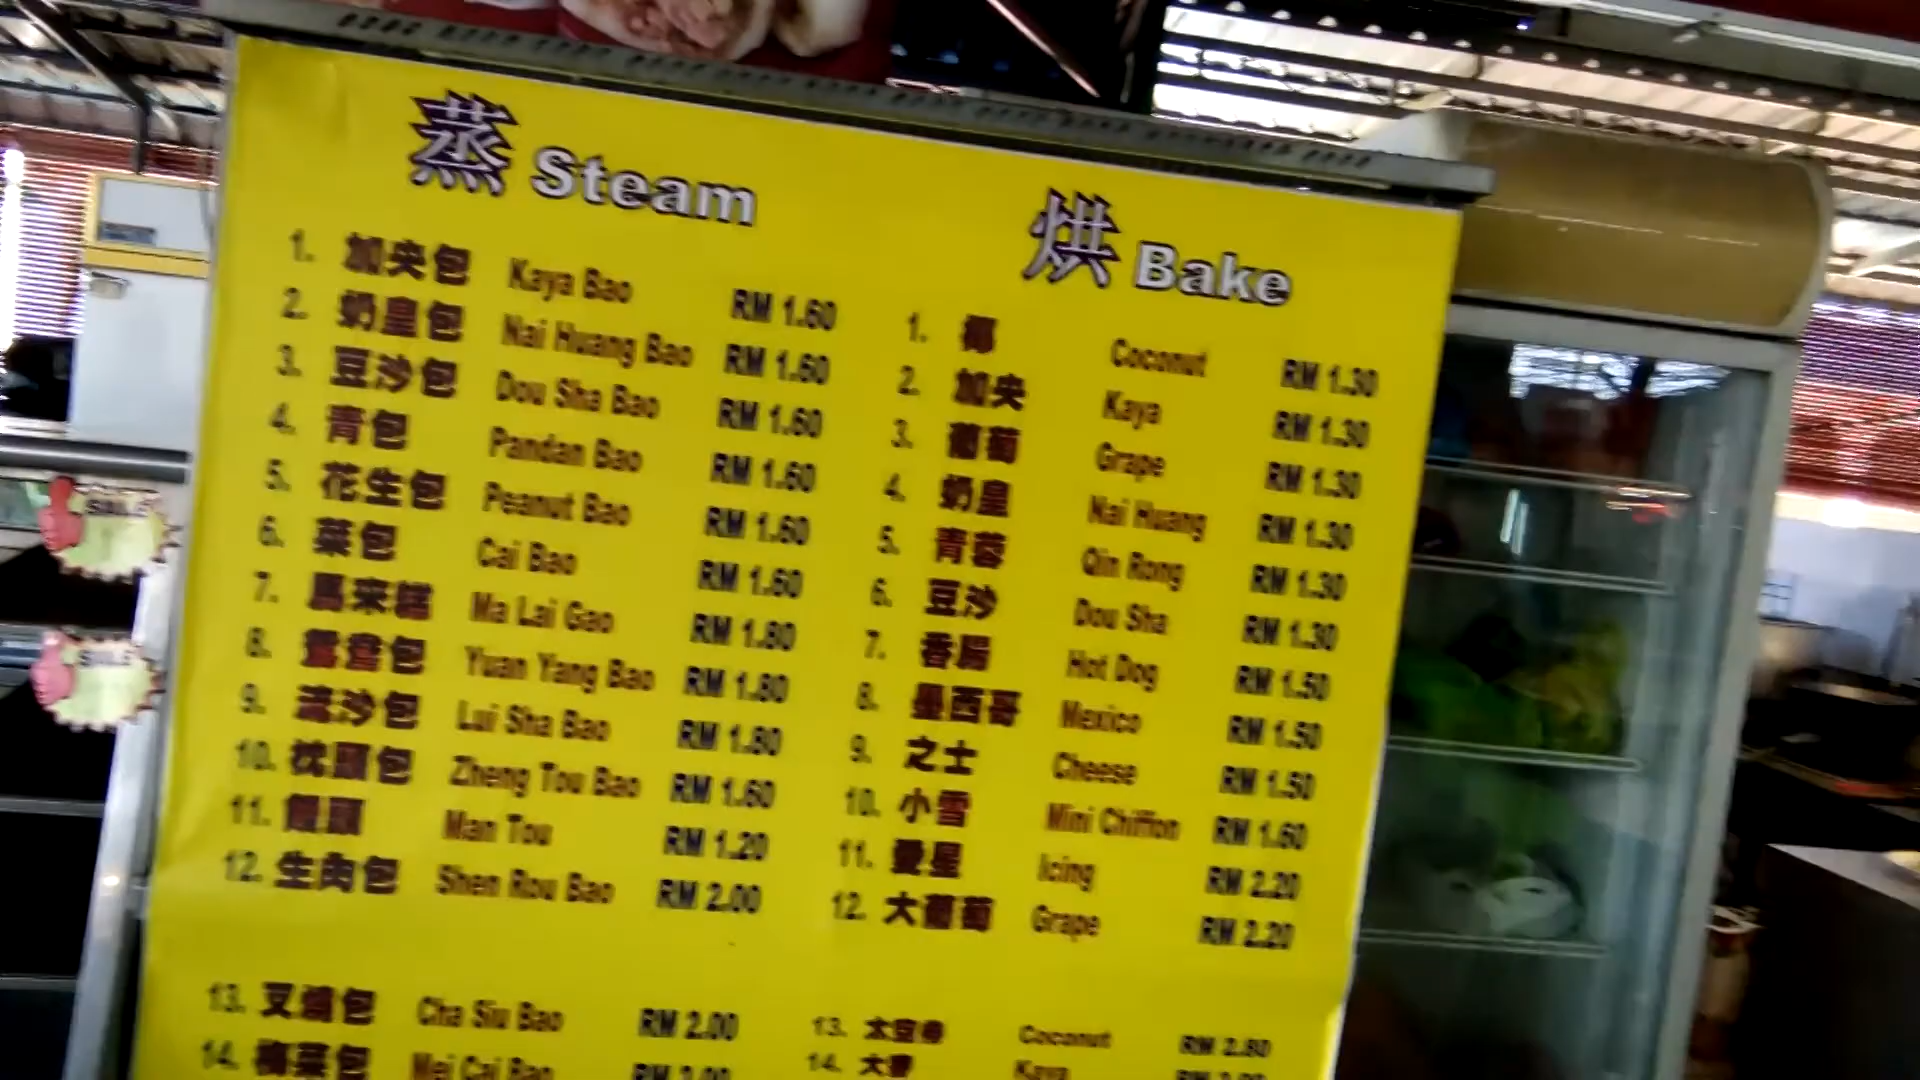 蒸 Steam
1. 加央包 Kaya Bao RM 1.60
2. 奶皇包 Nai Huang Bao RM 1.60
3. 豆沙包 Dou Sha Bao RM 1.60
4. 青包 Pandan Bao RM 1.60
5. 花生包 Peanut Bao RM 1.60
6. 菜包 Cai Bao RM 1.60
7. 馬來糕 Ma Lai Gao RM 1.80
8. 鴛鴦包 Yuan Yang Bao RM 1.80
9. 流沙包 Lui Sha Bao RM 1.80
10. 枕頭包 Zheng Tou Bao RM 1.60
11. 饅頭 Man Tou RM 1.20
12. 生肉包 Shen Rou Bao RM 2.00
13. 叉燒包 Cha Siu Bao RM 2.00
14. 梅菜包 Mei Cai Bao RM
烘 Bake
1. 椰 Coconut RM 1.30
2. 加央 Kaya RM 1.30
3. 葡萄 Grape RM 1.30
4. 奶皇 Nai Huang RM 1.30
5. 青蓉 Qin Rong RM 1.30
6. 豆沙 Dou Sha RM 1.30
7. 香腸 Hot Dog RM 1.50
8. 墨西哥 Mexico RM 1.50
9. 之士 Cheese RM 1.50
10. 小雪 Mini Chiffon RM 1.60
11. 愛星 Icing RM 2.20
12. 大葡萄 Grape RM 2.20
13. Coconut RM 2.80
14. Kaya RM